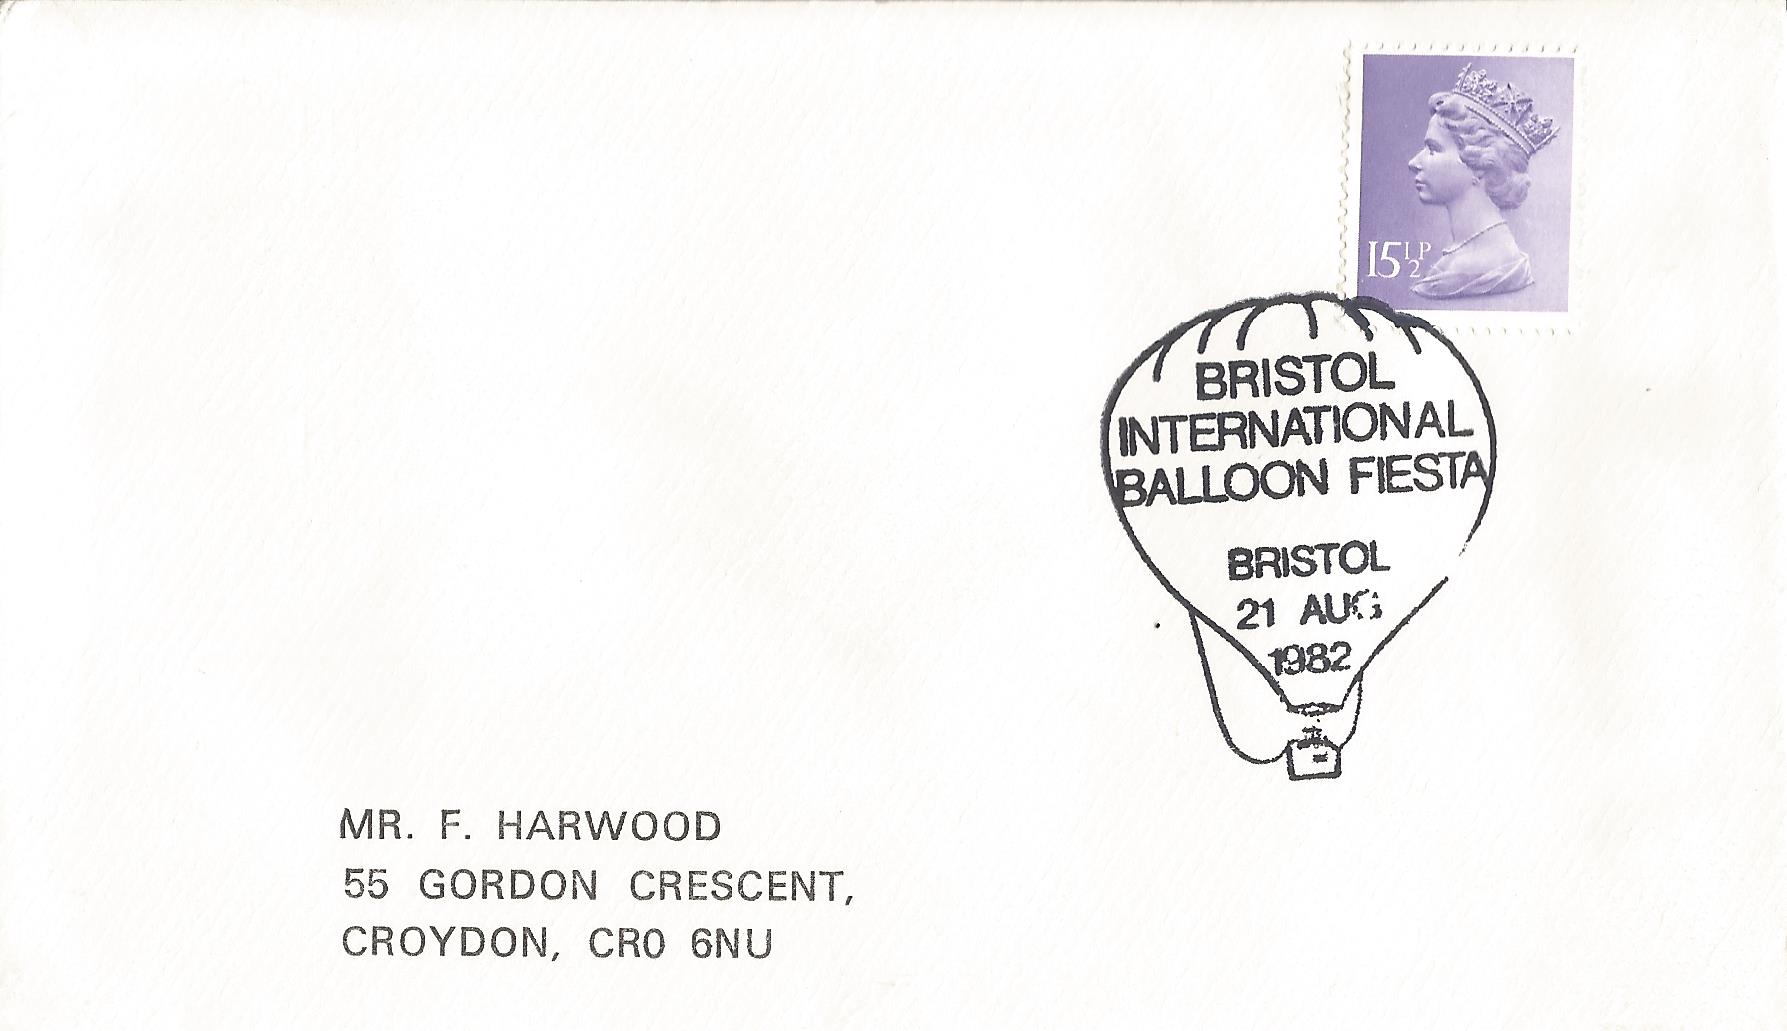 15½P
BRISTOL
INTERNATIONAL
BALLOON FIESTA
BRISTOL
21 AUG
1982
MR. F. HARWOOD
55 GORDON CRESCENT,
CROYDON, CR0 6NU